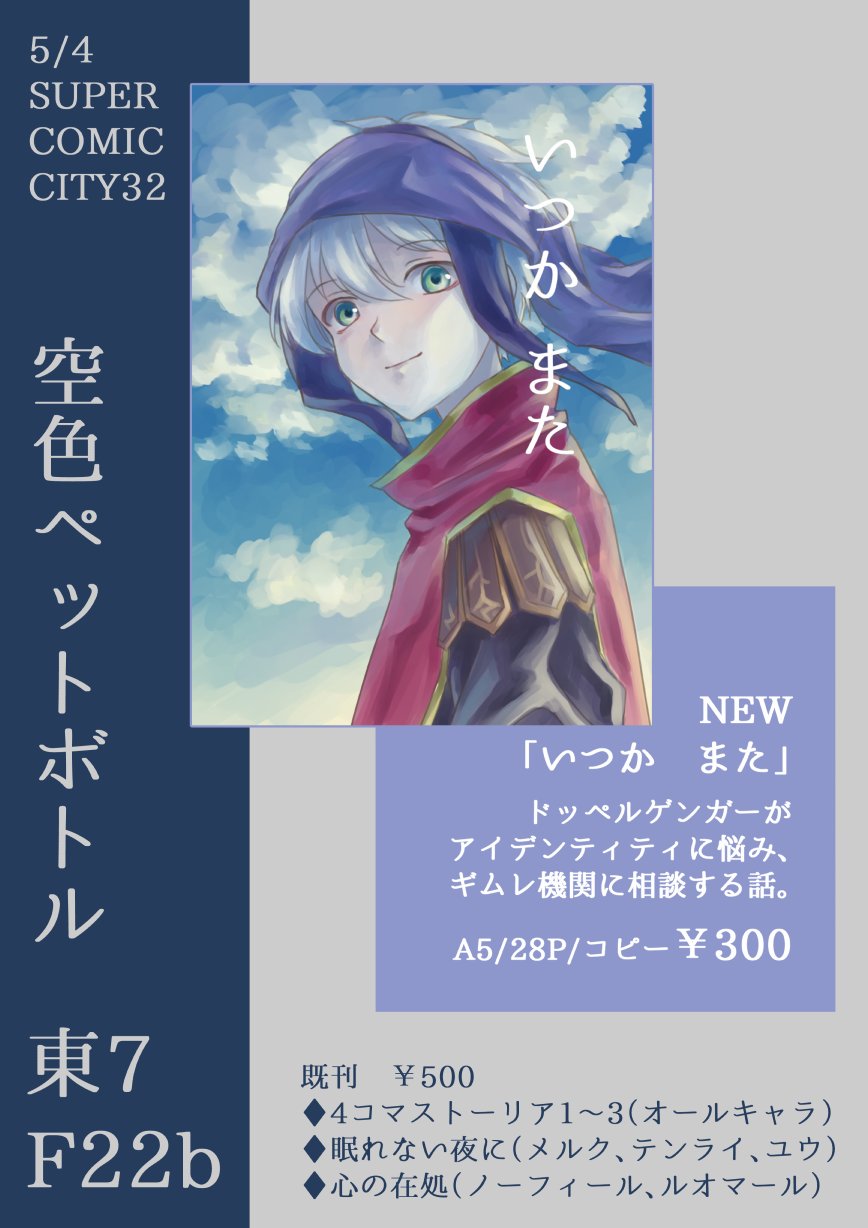 5/4
SUPER
COMIC
CITY32
空色ペットボトル
東7
F22b
いつか また
NEW
「いつか　また」
ドッペルゲンガーが
アイデンティティに悩み、
ギムレ機関に相談する話。
A5/28P/コピー￥300
既刊　￥500
♦4コマストーリア1～3(オールキャラ)
♦眠れない夜に(メルク、テンライ、ユウ)
♦心の在処(ノーフィール、ルオマール)